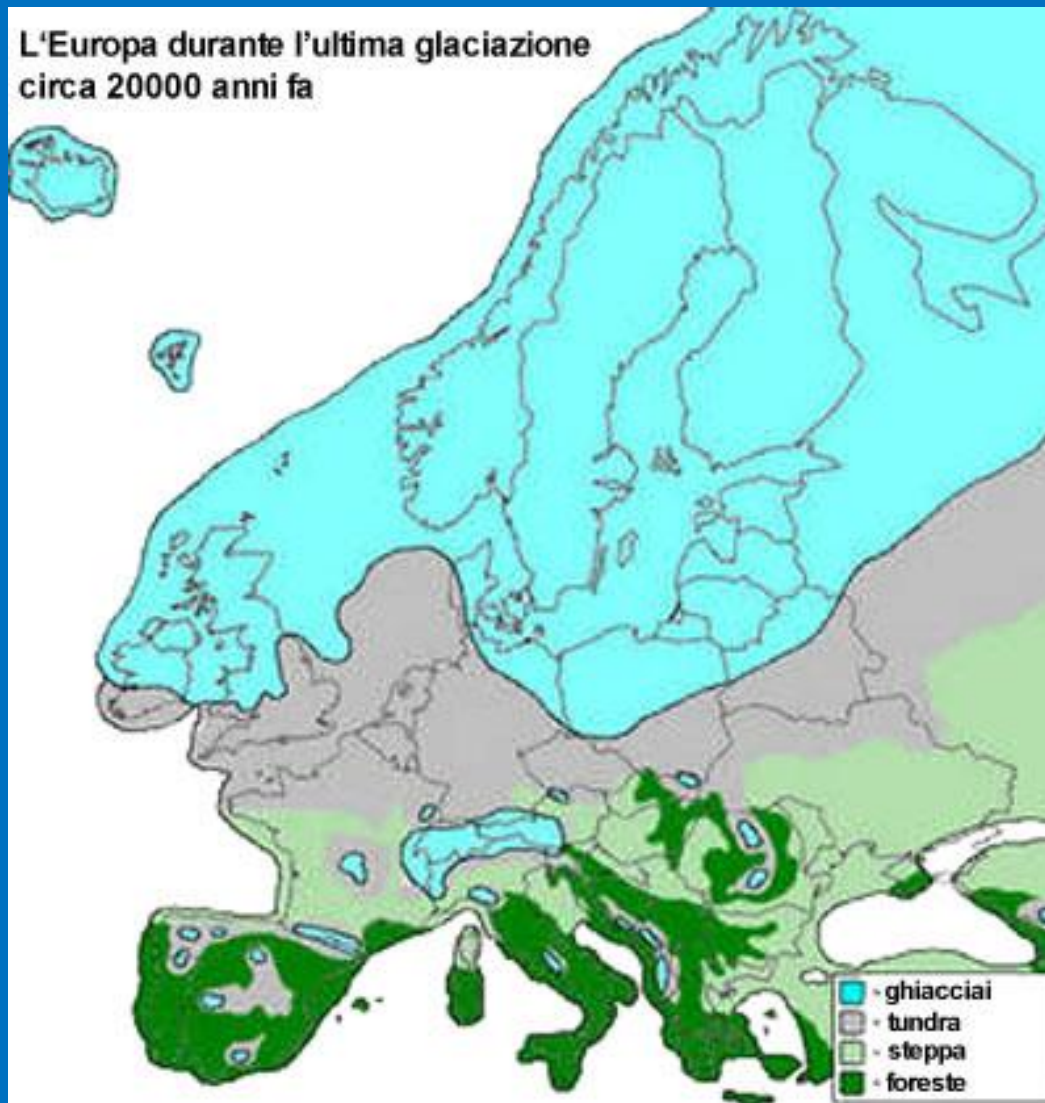 L‘Europa durante l’ultima glaciazione
circa 20000 anni fa
- ghiacciai
- tundra
- steppa
- foreste